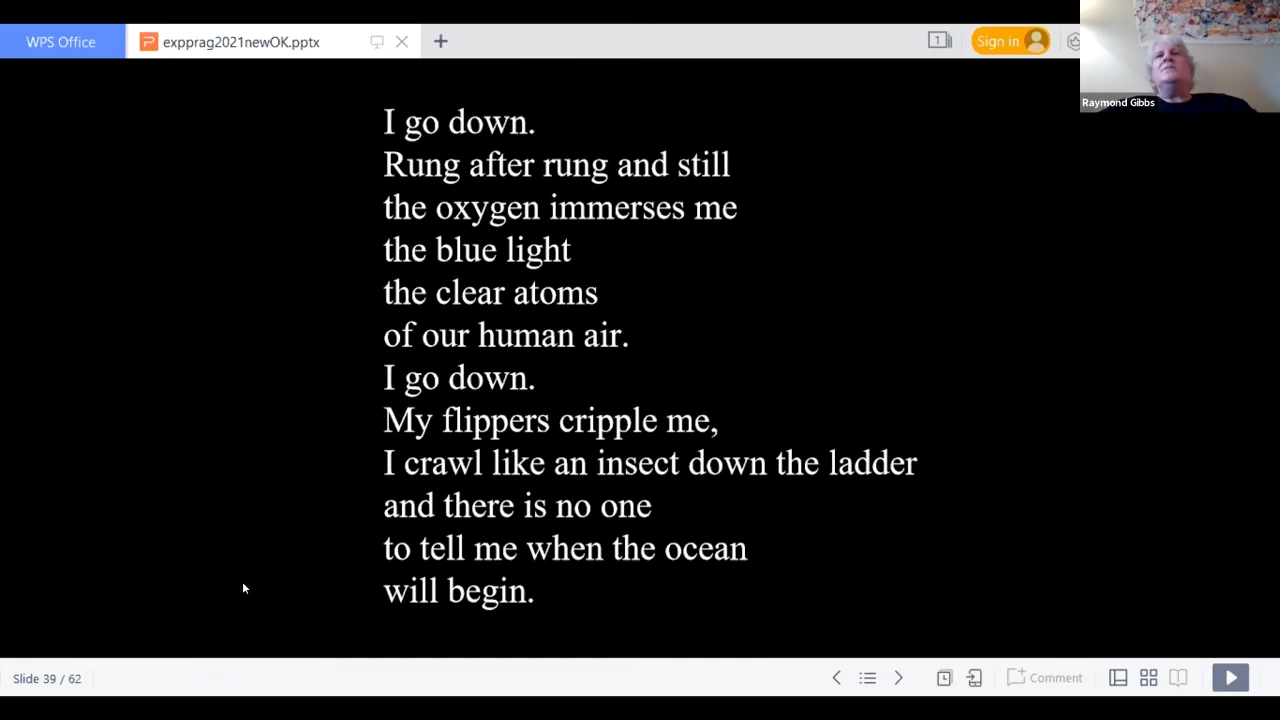 WPS Office
expprag2021newOK.pptx
1
Sign in
Raymond Gibbs
I go down.
Rung after rung and still
the oxygen immerses me
the blue light
the clear atoms
of our human air.
I go down.
My flippers cripple me,
I crawl like an insect down the ladder
and there is no one
to tell me when the ocean
will begin.
Slide 39 / 62
Comment